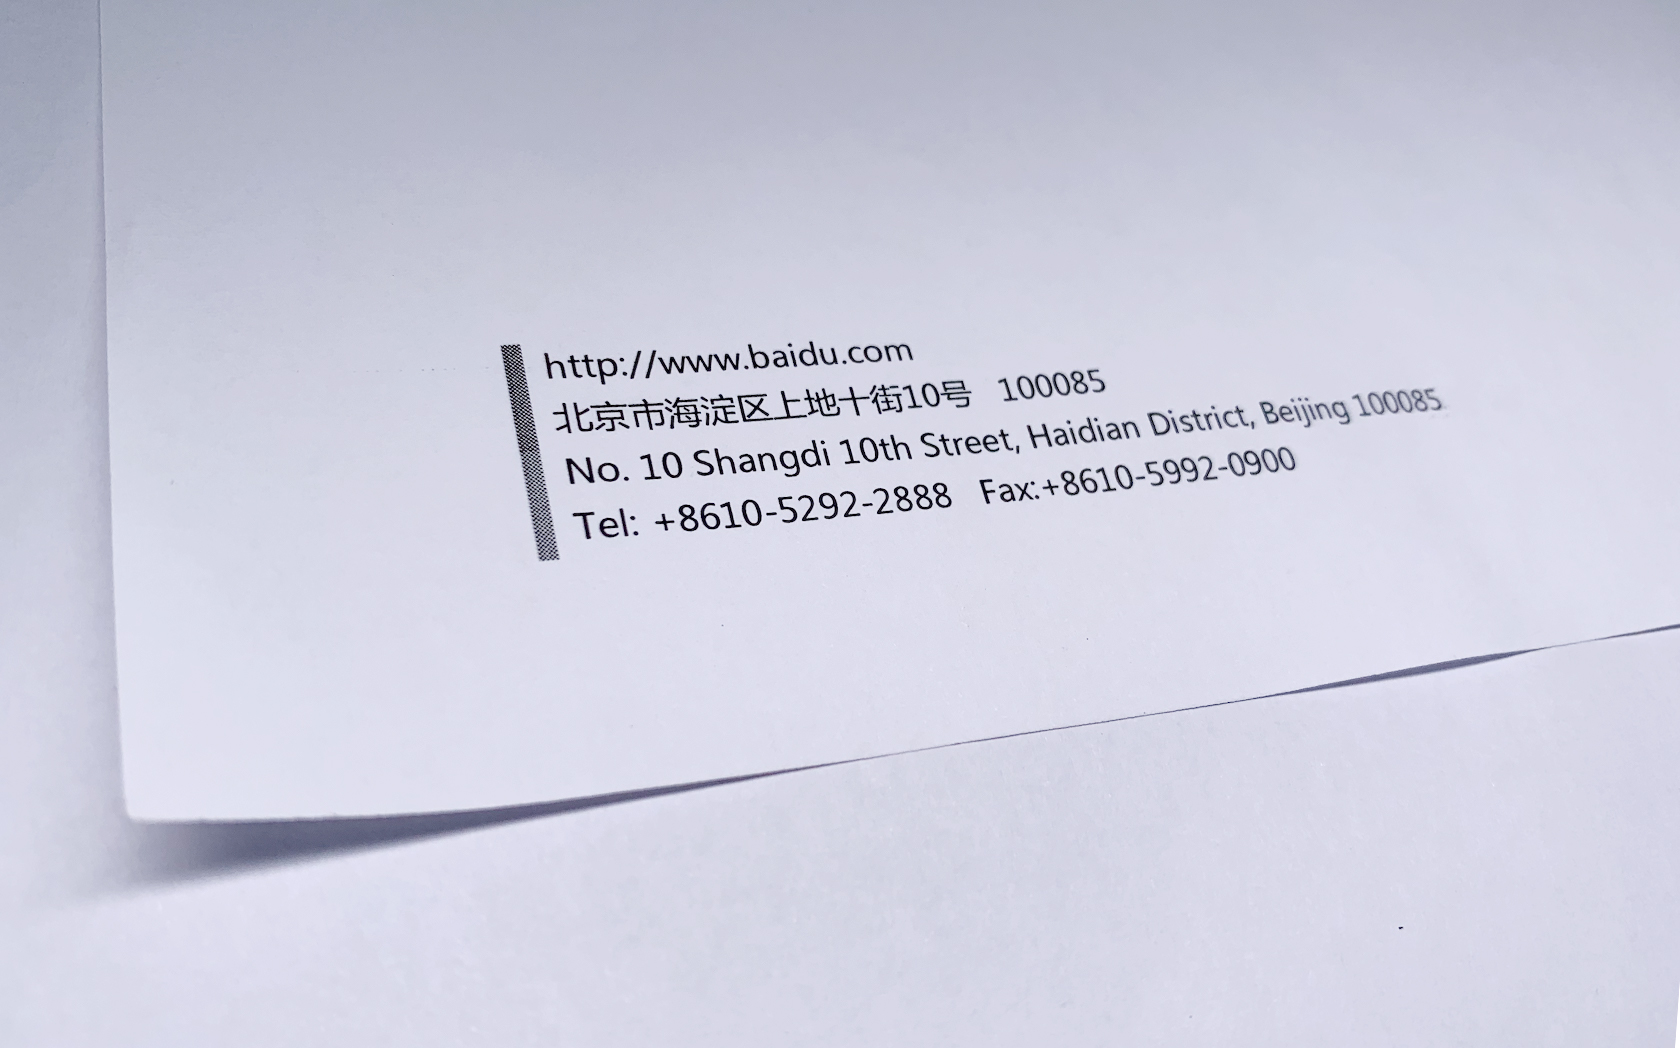 http://www.baidu.com
北京市海淀区上地十街10号 100085
No. 10 Shangdi 10th Street, Haidian District, Beijing 100085
Tel: +8610-5292-2888 Fax:+8610-5992-0900